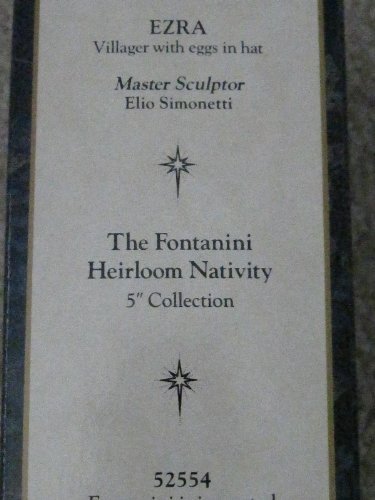 EZRA
Villager with eggs in hat
Master Sculptor
Elio Simonetti
The Fontanini
Heirloom Nativity
5" Collection
52554